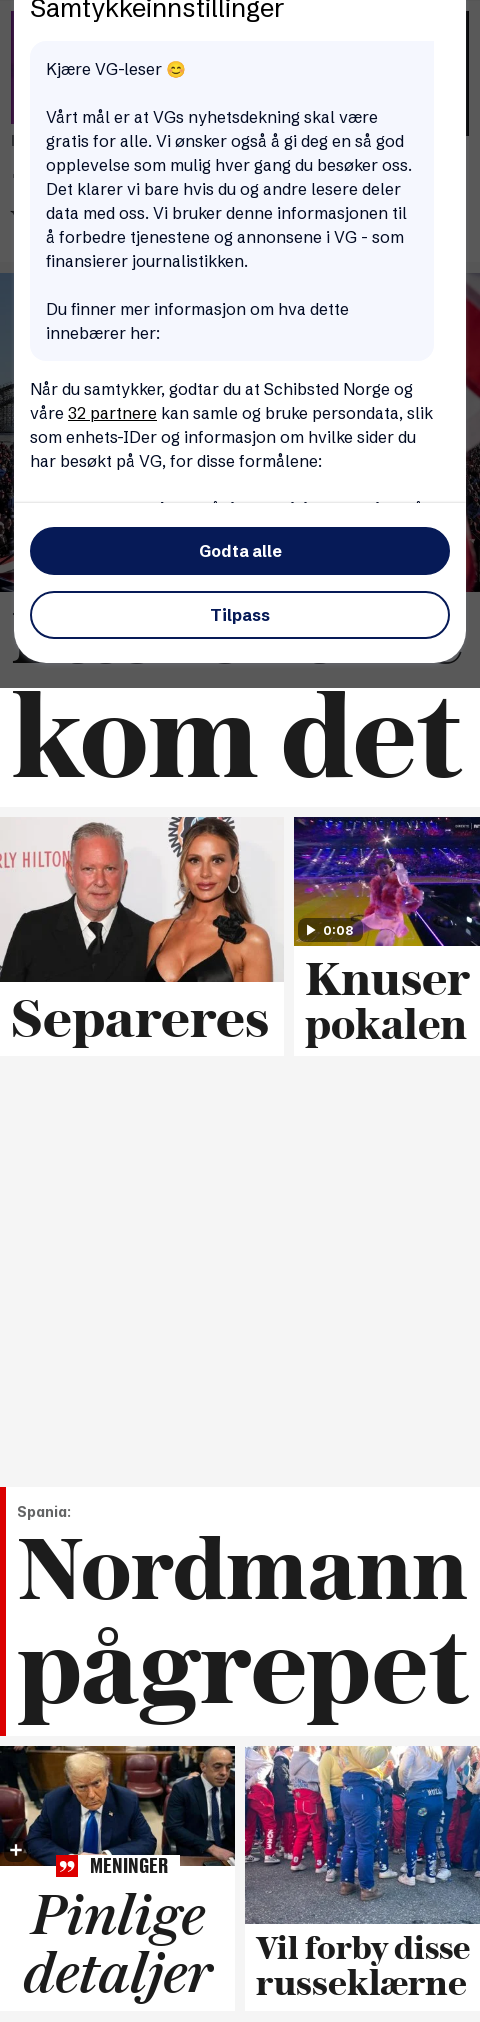 Samtykkeinnstillinger
Kjære VG-leser 😊
Vårt mål er at VGs nyhetsdekning skal være
gratis for alle. Vi ønsker også å gi deg en så god
opplevelse som mulig hver gang du besøker oss.
Det klarer vi bare hvis du og andre lesere deler
data med oss. Vi bruker denne informasjonen til
å forbedre tjenestene og annonsene i VG - som
finansierer journalistikken.
Du finner mer informasjon om hva dette
innebærer her:
Når du samtykker, godtar du at Schibsted Norge og
våre 32 partnere kan samle og bruke persondata, slik
som enhets-IDer og informasjon om hvilke sider du
har besøkt på VG, for disse formålene:
Godta alle
Tilpass
kom det
RLY HILTON
Separeres
0:08
Knuser
pokalen
Spania:
Nordmann
pågrepet
MENINGER
Pinlige
detaljer
Vil forby disse
russeklærne